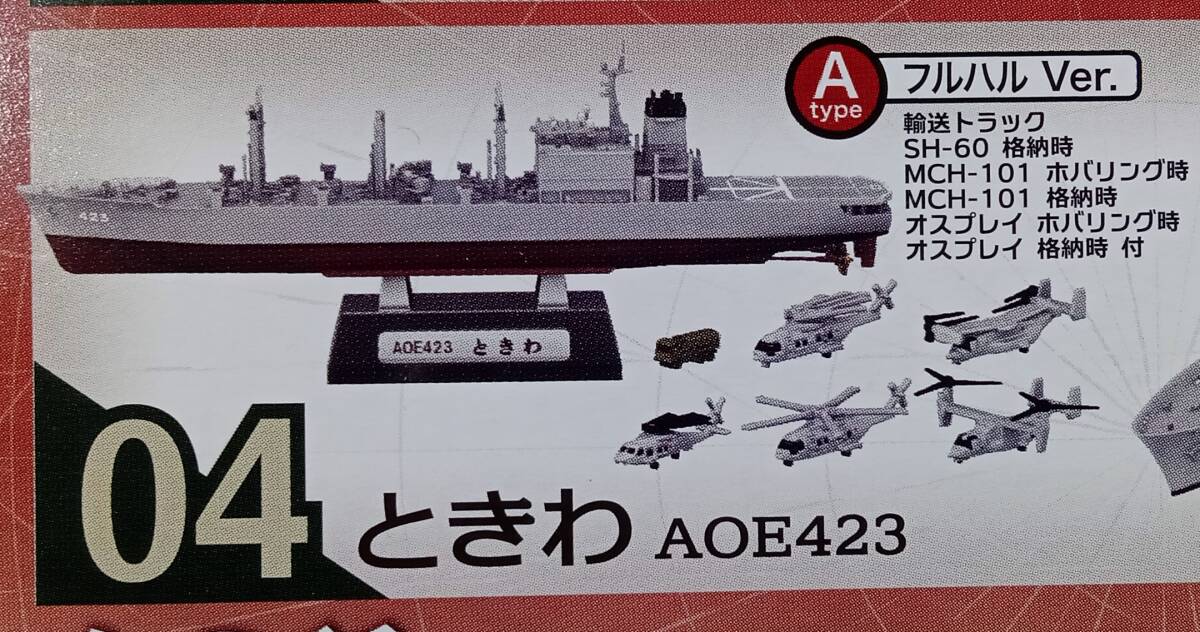 A
type
フルハル Ver.
輸送トラック
SH-60 格納時
MCH-101 ホバリング時
MCH-101 格納時
オスプレイ ホバリング時
オスプレイ 格納時 付
423
AOE423 ときわ
04
ときわ AOE423